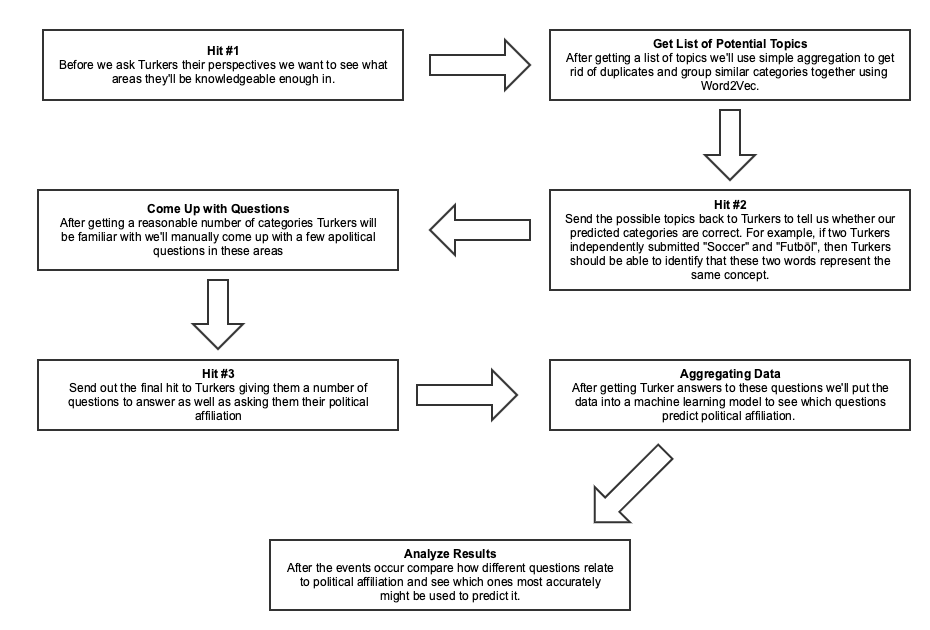 Hit #1
Before we ask Turkers their perspectives we want to see what
areas they'll be knowledgeable enough in.
Get List of Potential Topics
After getting a list of topics we'll use simple aggregation to get
rid of duplicates and group similar categories together using
Word2Vec.
Hit #2
Send the possible topics back to Turkers to tell us whether our
predicted categories are correct. For example, if two Turkers
independently submitted "Soccer" and "Futból", then Turkers
should be able to identify that these two words represent the
same concept.
Come Up with Questions
After getting a reasonable number of categories Turkers will
be familiar with we'll manually come up with a few apolitical
questions in these areas
Hit #3
Send out the final hit to Turkers giving them a number of
questions to answer as well as asking them their political
affiliation
Aggregating Data
After getting Turker answers to these questions we'll put the
data into a machine learning model to see which questions
predict political affiliation.
Analyze Results
After the events occur compare how different questions relate
to political affiliation and see which ones most accurately
might be used to predict it.